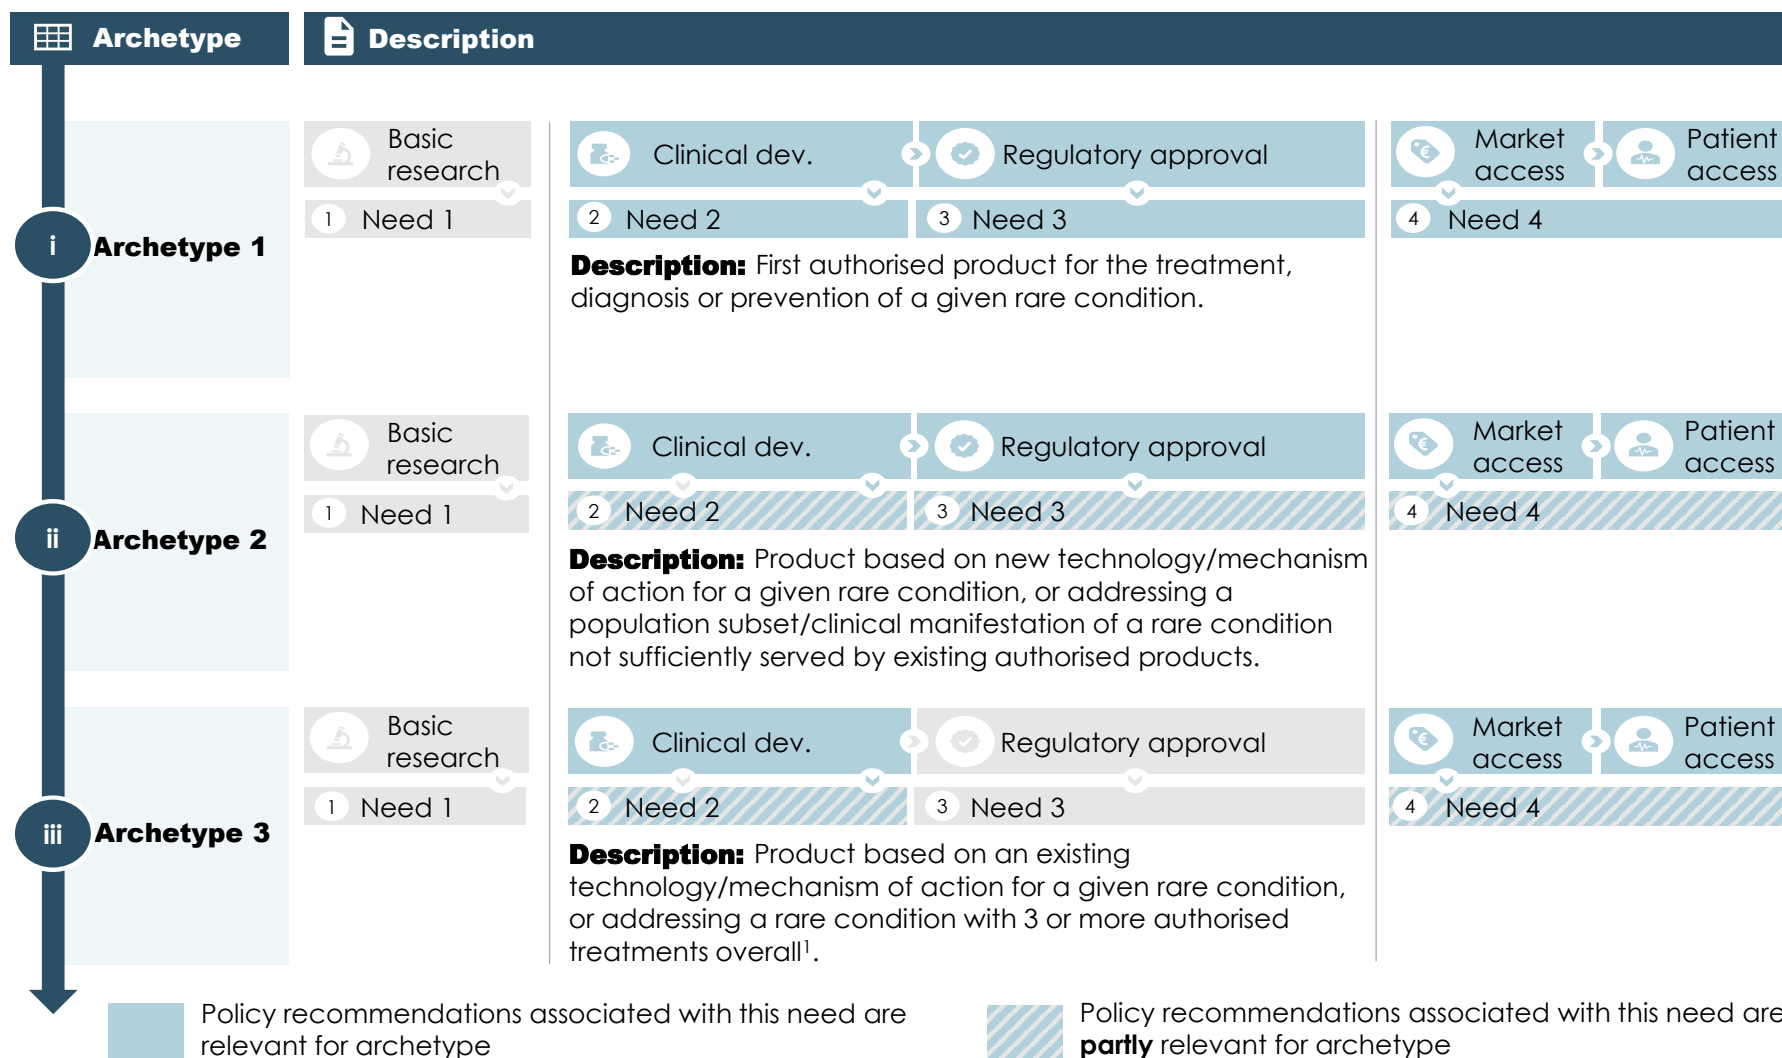 Archetype
Description
Basic
research
Clinical dev.
Regulatory approval
Market
access
Patient
access
1 Need 1
2 Need 2
3 Need 3
4 Need 4
i
Archetype 1
Description: First authorised product for the treatment,
diagnosis or prevention of a given rare condition.
Basic
research
Clinical dev.
Regulatory approval
Market
access
Patient
access
1 Need 1
2 Need 2
3 Need 3
4 Need 4
ii
Archetype 2
Description: Product based on new technology/mechanism
of action for a given rare condition, or addressing a
population subset/clinical manifestation of a rare condition
not sufficiently served by existing authorised products.
Basic
research
Clinical dev.
Regulatory approval
Market
access
Patient
access
1 Need 1
2 Need 2
3 Need 3
4 Need 4
iii
Archetype 3
Description: Product based on an existing
technology/mechanism of action for a given rare condition,
or addressing a rare condition with 3 or more authorised
treatments overall¹.
Policy recommendations associated with this need are
relevant for archetype
Policy recommendations associated with this need are
partly relevant for archetype